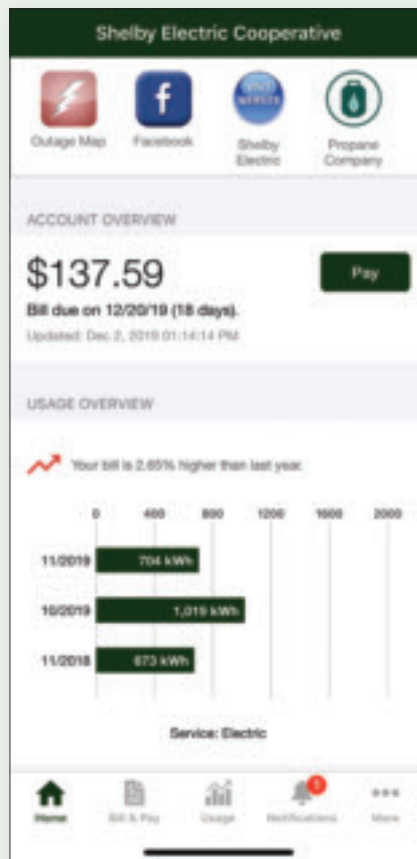 Shelby Electric Cooperative
f
Outage Map
Facebook
Shelby
Electric
Propane
Company
ACCOUNT OVERVIEW
$137.59
Pay
Bill due on 12/20/19 (18 days).
Updated: Dec 2, 2019 01:14:14 PM
USAGE OVERVIEW
Your bill is 2.65% higher than last year.
0 400 800 1200 1600 2000
11/2019 704 kWh
10/2019 1,019 kWh
11/2018 673 kWh
Service: Electric
1
Home Bill & Pay Usage Notifications More